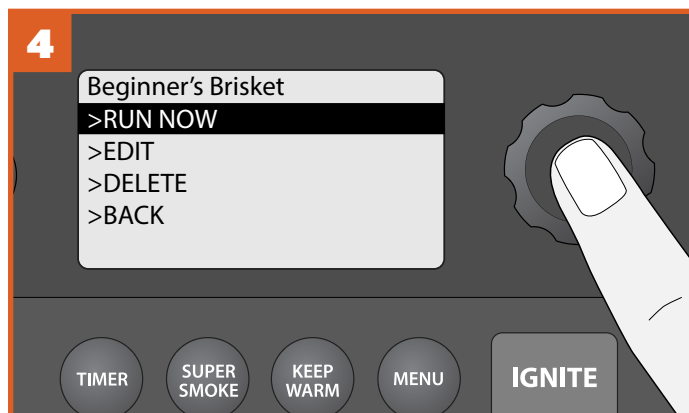 4
Beginner's Brisket
>RUN NOW
>EDIT
>DELETE
>BACK
TIMER
SUPER
SMOKE
KEEP
WARM
MENU
IGNITE